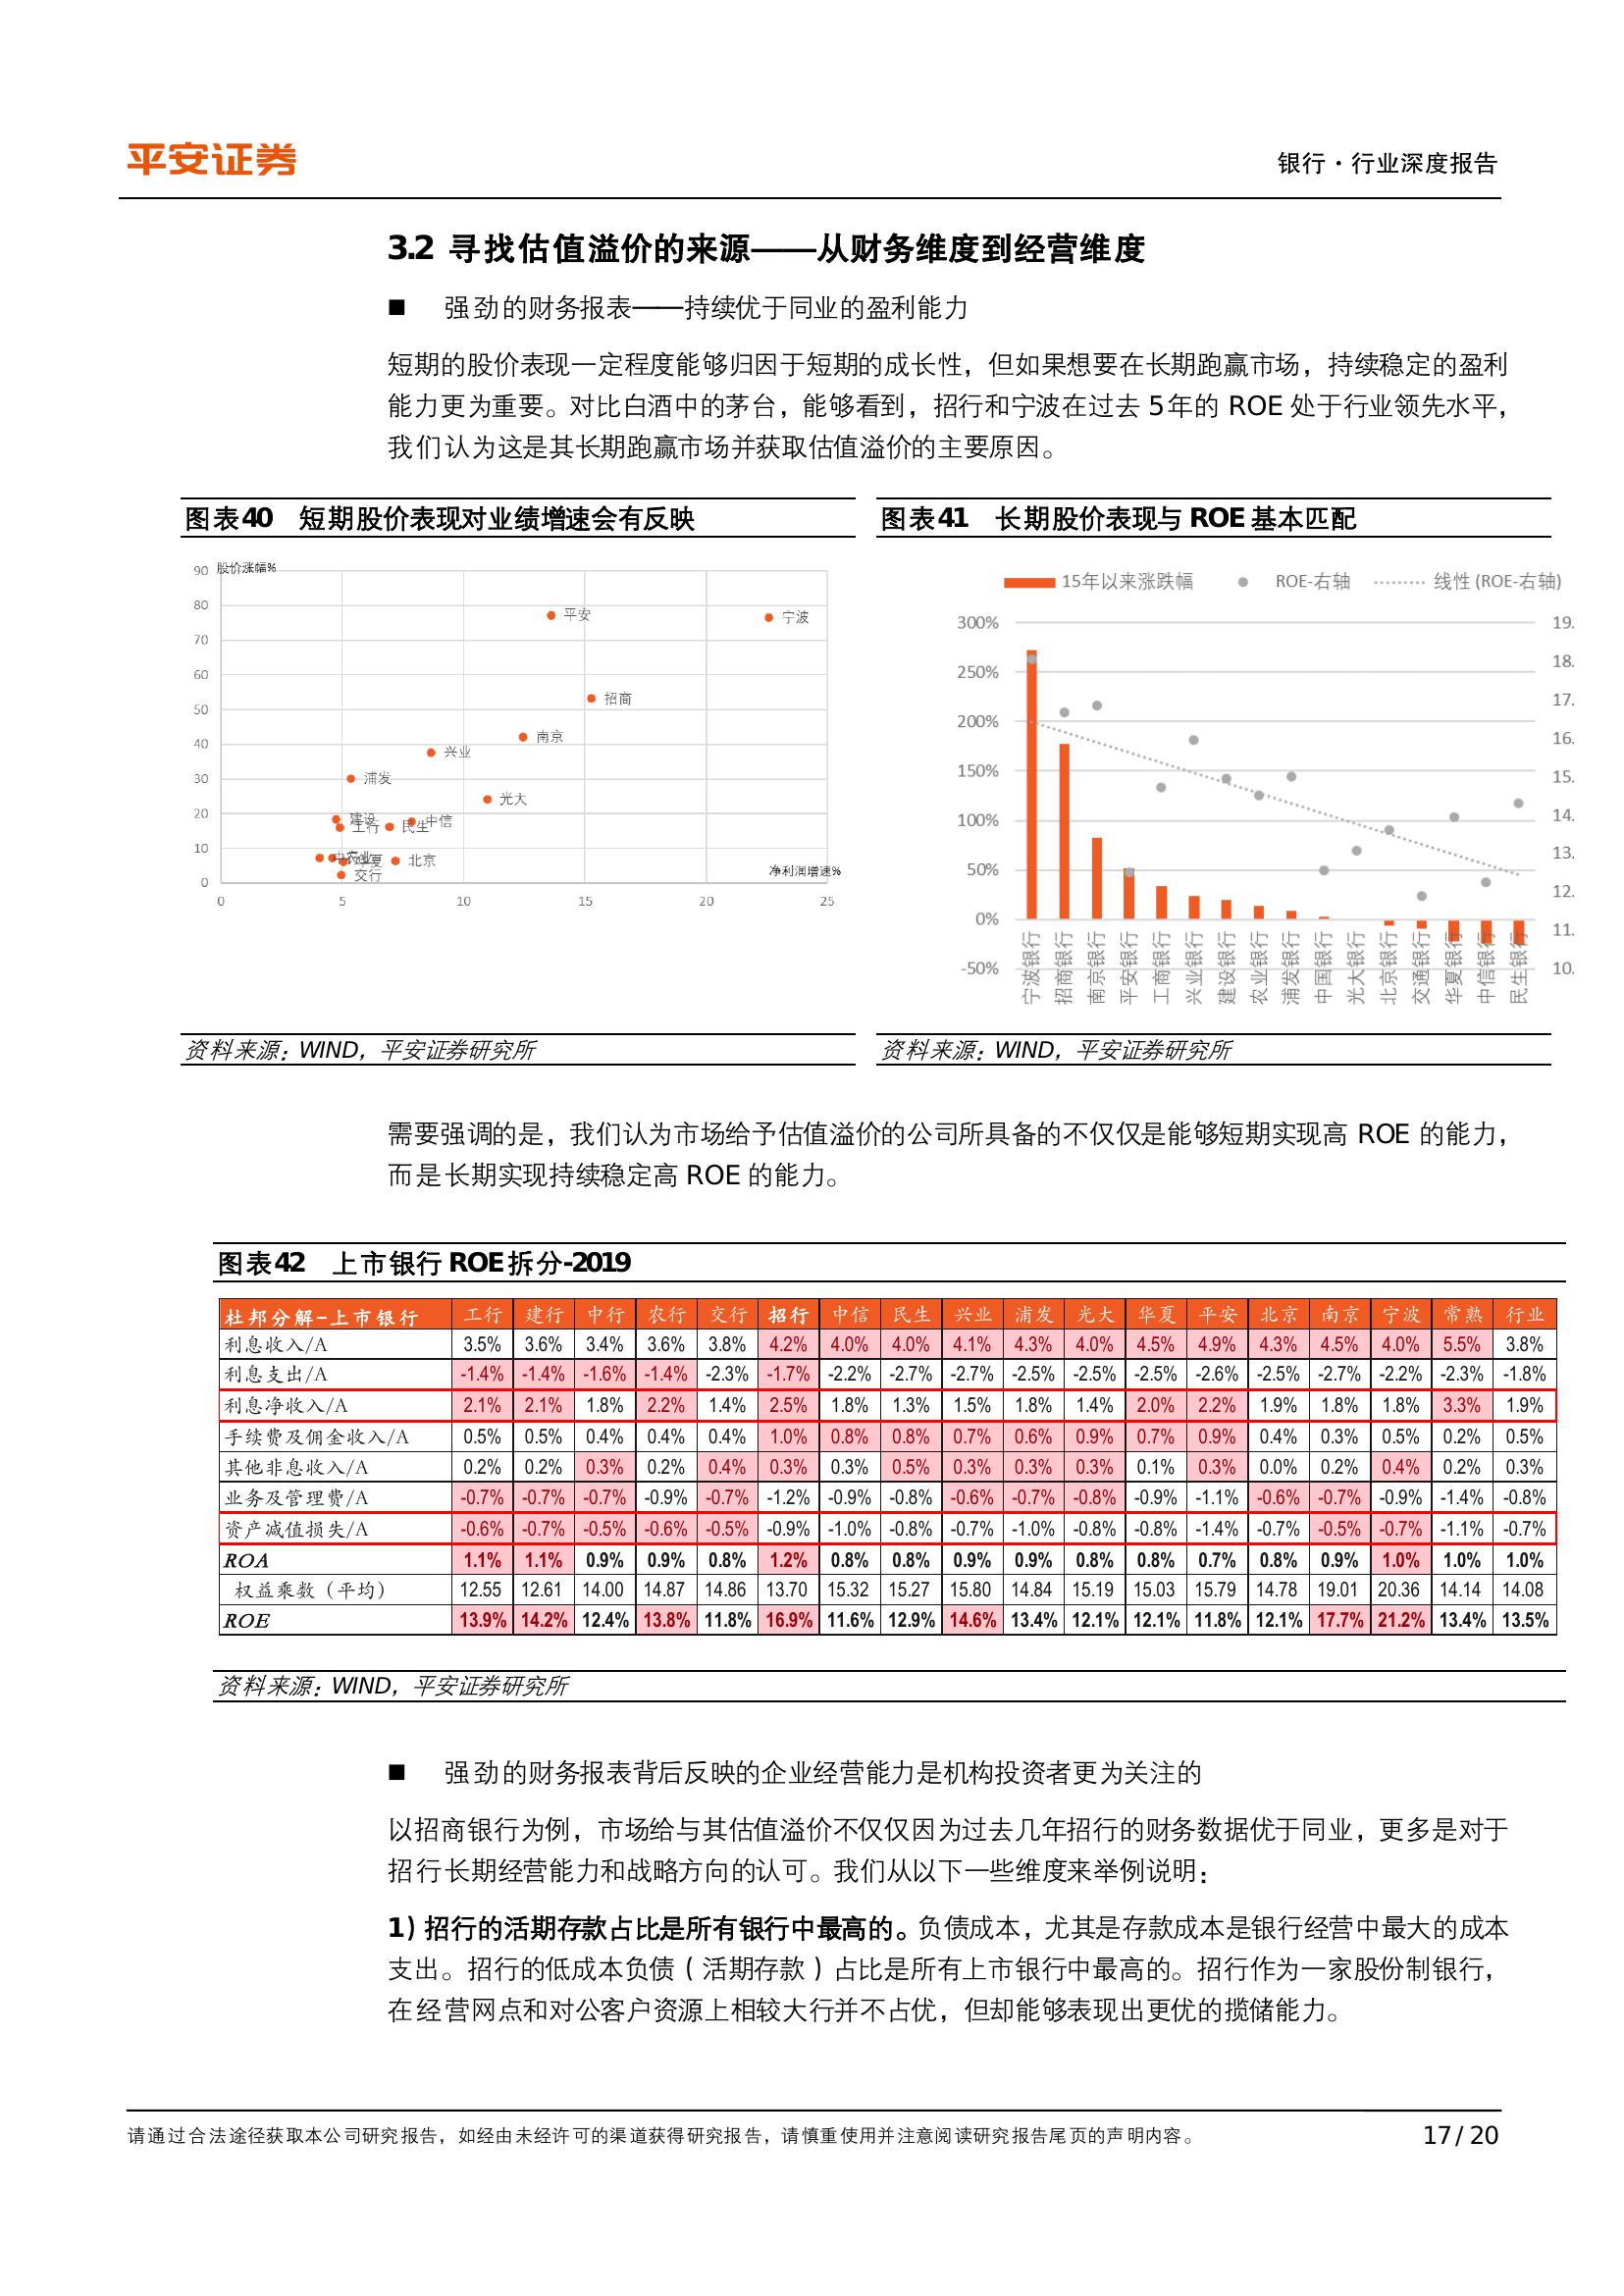 平安证券
银行·行业深度报告
3.2 寻找估值溢价的来源——从财务维度到经营维度
■ 强劲的财务报表——持续优于同业的盈利能力
短期的股价表现一定程度能够归因于短期的成长性，但如果想要在长期跑赢市场，持续稳定的盈利
能力更为重要。对比白酒中的茅台，能够看到，招行和宁波在过去 5年的 ROE 处于行业领先水平，
我们认为这是其长期跑赢市场并获取估值溢价的主要原因。
图表40 短期股价表现对业绩增速会有反映
股价涨幅%
90
80
70
60
50
40
30
20
10
0
平安
宁波
招商
南京
兴业
浦发
光大
建设
工行
民生
中信
农业
华夏
北京
交行
净利润增速%
0 5 10 15 20 25
资料来源：WIND，平安证券研究所
图表41 长期股价表现与 ROE 基本匹配
15年以来涨跌幅 ROE-右轴 线性 (ROE-右轴)
300% 19.
250% 18.
200% 17.
150% 16.
100% 15.
50% 14.
0% 13.
-50% 12.
11.
10.
宁波银行 招商银行 南京银行 平安银行 工商银行 兴业银行 建设银行 农业银行 浦发银行 中国银行 光大银行 北京银行 交通银行 华夏银行 中信银行 民生银行
资料来源：WIND，平安证券研究所
需要强调的是，我们认为市场给予估值溢价的公司所具备的不仅仅是能够短期实现高 ROE 的能力，
而是长期实现持续稳定高 ROE 的能力。
图表42 上市银行 ROE 拆分-2019
杜邦分解-上市银行 工行 建行 中行 农行 交行 招行 中信 民生 兴业 浦发 光大 华夏 平安 北京 南京 宁波 常熟 行业
利息收入/A 3.5% 3.6% 3.4% 3.6% 3.8% 4.2% 4.0% 4.0% 4.1% 4.3% 4.0% 4.5% 4.9% 4.3% 4.5% 4.0% 5.5% 3.8%
利息支出/A -1.4% -1.4% -1.6% -1.4% -2.3% -1.7% -2.2% -2.7% -2.7% -2.5% -2.5% -2.5% -2.6% -2.5% -2.7% -2.2% -2.3% -1.8%
利息净收入/A 2.1% 2.1% 1.8% 2.2% 1.4% 2.5% 1.8% 1.3% 1.5% 1.8% 1.4% 2.0% 2.2% 1.9% 1.8% 1.8% 3.3% 1.9%
手续费及佣金收入/A 0.5% 0.5% 0.4% 0.4% 0.4% 1.0% 0.8% 0.8% 0.7% 0.6% 0.9% 0.7% 0.9% 0.4% 0.3% 0.5% 0.2% 0.5%
其他非息收入/A 0.2% 0.2% 0.3% 0.2% 0.4% 0.3% 0.3% 0.5% 0.3% 0.3% 0.3% 0.1% 0.3% 0.0% 0.2% 0.4% 0.2% 0.3%
业务及管理费/A -0.7% -0.7% -0.7% -0.9% -0.7% -1.2% -0.9% -0.8% -0.6% -0.7% -0.8% -0.9% -1.1% -0.6% -0.7% -0.9% -1.4% -0.8%
资产减值损失/A -0.6% -0.7% -0.5% -0.6% -0.5% -0.9% -1.0% -0.8% -0.7% -1.0% -0.8% -0.8% -1.4% -0.7% -0.5% -0.7% -1.1% -0.7%
ROA 1.1% 1.1% 0.9% 0.9% 0.8% 1.2% 0.8% 0.8% 0.9% 0.9% 0.8% 0.8% 0.7% 0.8% 0.9% 1.0% 1.0% 1.0%
权益乘数（平均） 12.55 12.61 14.00 14.87 14.86 13.70 15.32 15.27 15.80 14.84 15.19 15.03 15.79 14.78 19.01 20.36 14.14 14.08
ROE 13.9% 14.2% 12.4% 13.8% 11.8% 16.9% 11.6% 12.9% 14.6% 13.4% 12.1% 12.1% 11.8% 12.1% 17.7% 21.2% 13.4% 13.5%
资料来源：WIND，平安证券研究所
■ 强劲的财务报表背后反映的企业经营能力是机构投资者更为关注的
以招商银行为例，市场给与其估值溢价不仅仅因为过去几年招行的财务数据优于同业，更多是对于
招行长期经营能力和战略方向的认可。我们从以下一些维度来举例说明：
1) 招行的活期存款占比是所有银行中最高的。负债成本，尤其是存款成本是银行经营中最大的成本
支出。招行的低成本负债（活期存款）占比是所有上市银行中最高的。招行作为一家股份制银行，
在经营网点和对公客户资源上相较大行并不占优，但却能够表现出更优的揽储能力。
请通过合法途径获取本公司研究报告，如经由未经许可的渠道获得研究报告，请慎重使用并注意阅读研究报告尾页的声明内容。
17 / 20